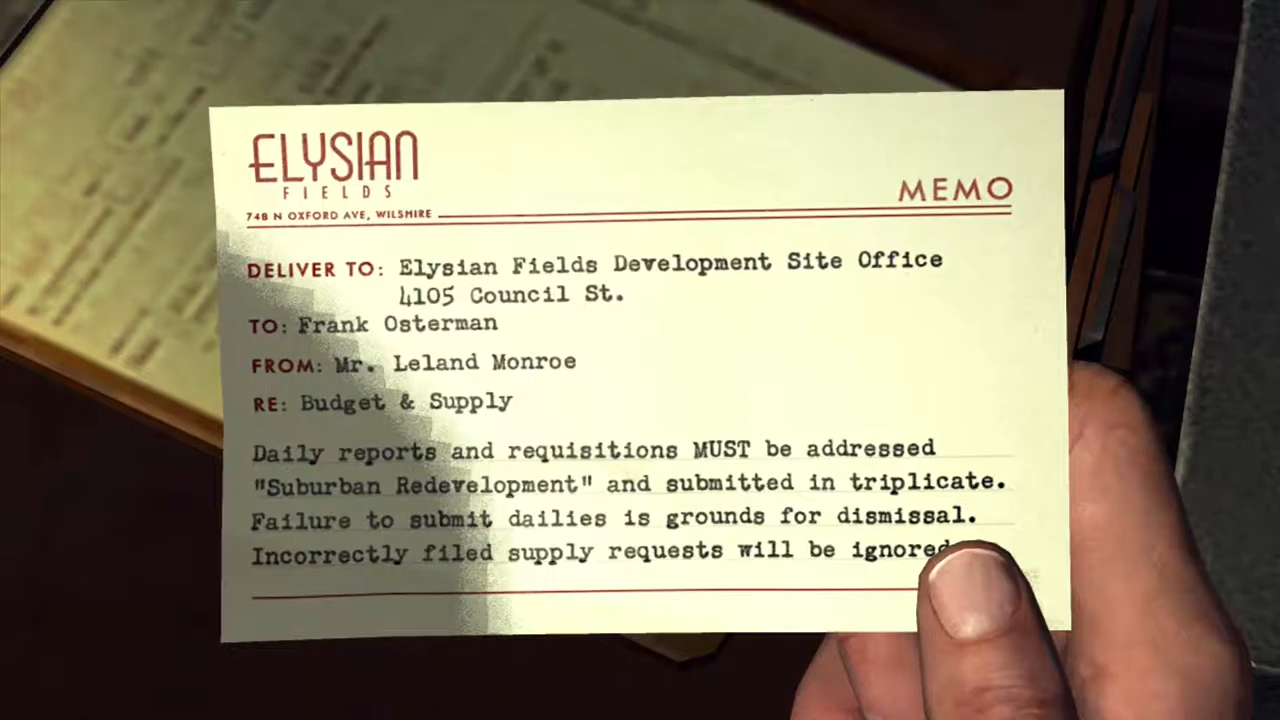 ELYSIAN
FIELDS
748 N OXFORD AVE, WILSHIRE
MEMO
DELIVER TO: Elysian Fields Development Site Office
4105 Council St.
TO: Frank Osterman
FROM: Mr. Leland Monroe
RE: Budget & Supply
Daily reports and requisitions MUST be addressed
"Suburban Redevelopment" and submitted in triplicate.
Failure to submit dailies is grounds for dismissal.
Incorrectly filed supply requests will be ignored